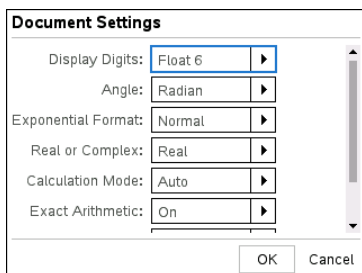 Document Settings
Display Digits: Float 6
Angle: Radian
Exponential Format: Normal
Real or Complex: Real
Calculation Mode: Auto
Exact Arithmetic: On
OK Cancel